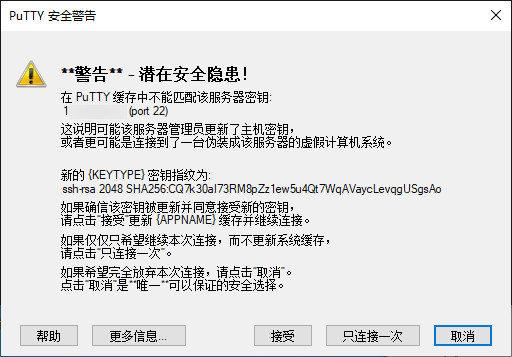 PuTTY 安全警告
**警告** - 潜在安全隐患!
在 PuTTY 缓存中不能匹配该服务器密钥:
1 (port 22)
这说明可能该服务器管理员更新了主机密钥，
或者更可能是连接到了一台伪装成该服务器的虚假计算机系统。
新的 {KEYTYPE} 密钥指纹为:
ssh-rsa 2048 SHA256:CQ7k30aI73RM8pZz1ew5u4Qt7WqAVaycLevqgUSgsAo
如果确信该密钥被更新并同意接受新的密钥，
请点击"接受"更新 {APPNAME} 缓存并继续连接。
如果仅仅只希望继续本次连接，而不更新系统缓存，
请点击"只连接一次"。
如果希望完全放弃本次连接，请点击"取消"。
点击"取消"是**唯一**可以保证的安全选择。
帮助 更多信息... 接受 只连接一次 取消